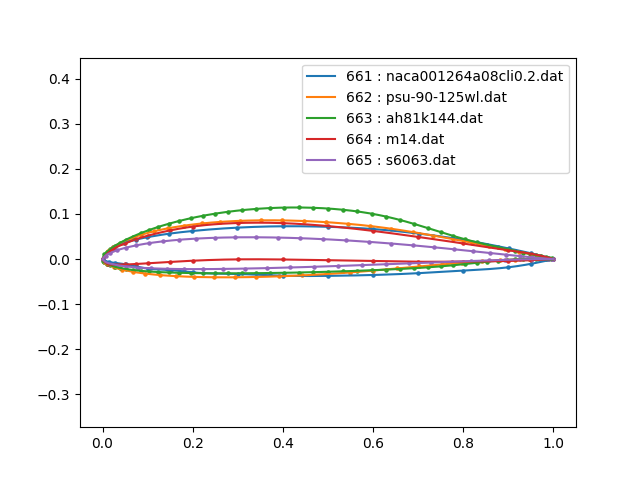 661 : naca001264a08cli0.2.dat
662 : psu-90-125wl.dat
663 : ah81k144.dat
664 : m14.dat
665 : s6063.dat
0.4
0.3
0.2
0.1
0.0
−0.1
−0.2
−0.3
0.0 0.2 0.4 0.6 0.8 1.0